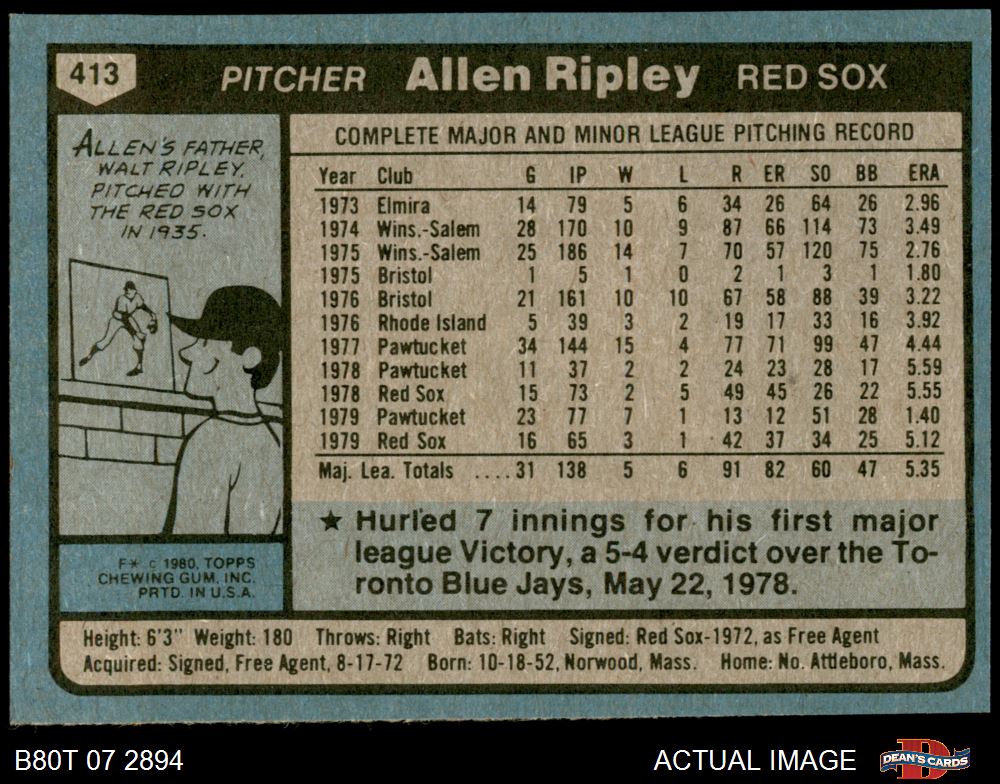 413 PITCHER Allen Ripley RED SOX
ALLEN'S FATHER,
WALT RIPLEY,
PITCHED WITH
THE RED SOX
IN 1935.
F* © 1980, TOPPS
CHEWING GUM, INC.
PRTD. IN U.S.A.
COMPLETE MAJOR AND MINOR LEAGUE PITCHING RECORD
Year Club G IP W L R ER SO BB ERA
1973 Elmira 14 79 5 6 34 26 64 26 2.96
1974 Wins.-Salem 28 170 10 9 87 66 114 73 3.49
1975 Wins.-Salem 25 186 14 7 70 57 120 75 2.76
1975 Bristol 1 5 1 0 2 1 3 1 1.80
1976 Bristol 21 161 10 10 67 58 88 39 3.22
1976 Rhode Island 5 39 3 2 19 17 33 16 3.92
1977 Pawtucket 34 144 15 4 77 71 99 47 4.44
1978 Pawtucket 11 37 2 2 24 23 28 17 5.59
1978 Red Sox 15 73 2 5 49 45 26 22 5.55
1979 Pawtucket 23 77 7 1 13 12 51 28 1.40
1979 Red Sox 16 65 3 1 42 37 34 25 5.12
Maj. Lea. Totals ....31 138 5 6 91 82 60 47 5.35
★ Hurled 7 innings for his first major
league Victory, a 5-4 verdict over the To-
ronto Blue Jays, May 22, 1978.
Height: 6'3" Weight: 180 Throws: Right Bats: Right Signed: Red Sox-1972, as Free Agent
Acquired: Signed, Free Agent, 8-17-72 Born: 10-18-52, Norwood, Mass. Home: No. Attleboro, Mass.
B80T 07 2894 ACTUAL IMAGE DEAN'S CARDS